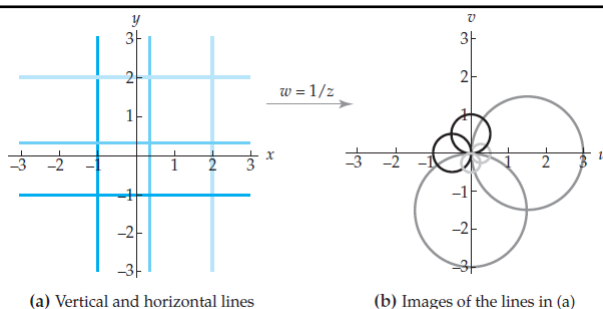 y
3
2
1
-3 -2 -1 1 2 3 x
-1
-2
-3
(a) Vertical and horizontal lines
w = 1/z
v
3
2
1
-3 -2 -1 1 2 3
-1
-2
-3
(b) Images of the lines in (a)